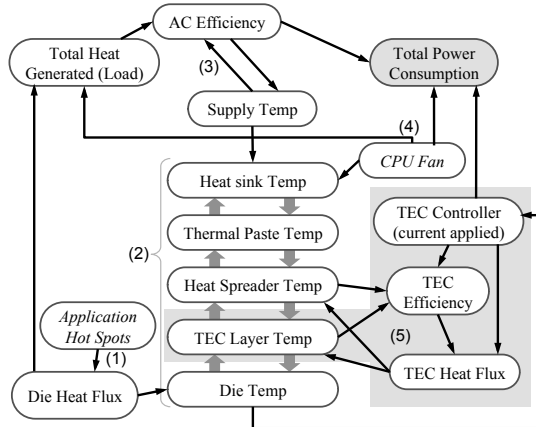 AC Efficiency
Total Heat
Generated (Load)
Total Power
Consumption
(3)
Supply Temp
(4)
CPU Fan
Heat sink Temp
(2)
Thermal Paste Temp
TEC Controller
(current applied)
Heat Spreader Temp
TEC
Efficiency
Application
Hot Spots
TEC Layer Temp
(5)
(1)
TEC Heat Flux
Die Heat Flux
Die Temp